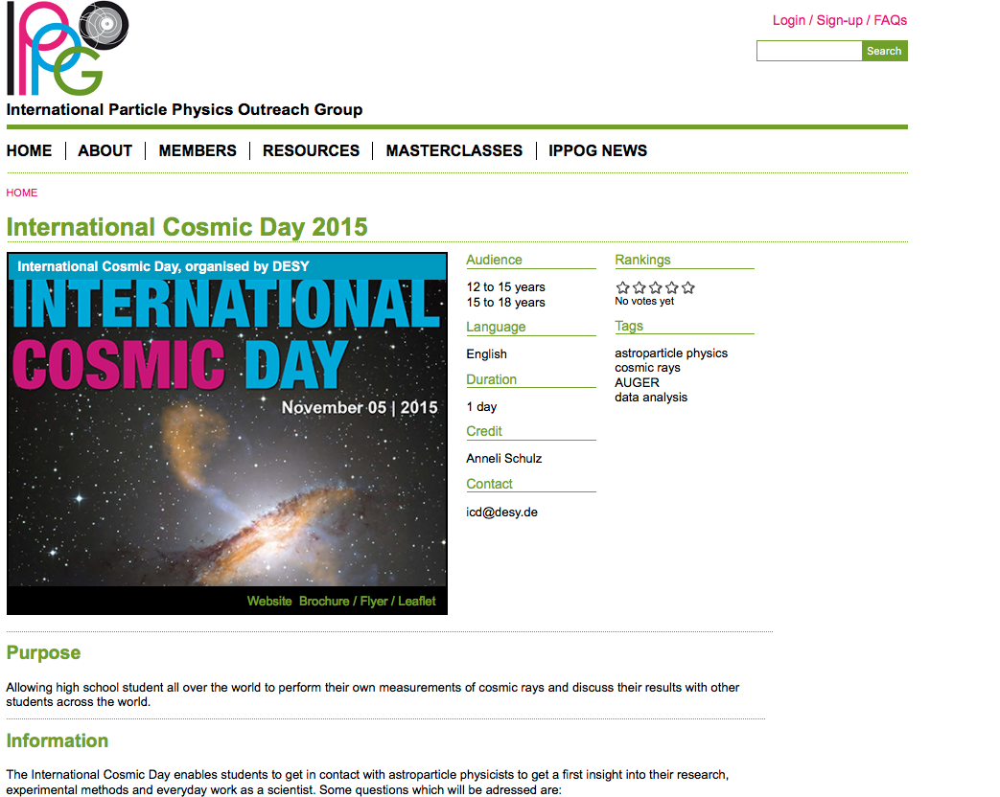 IPPOG
Login / Sign-up / FAQs
Search
International Particle Physics Outreach Group
HOME
ABOUT
MEMBERS
RESOURCES
MASTERCLASSES
IPPOG NEWS
HOME
International Cosmic Day 2015
International Cosmic Day, organised by DESY
INTERNATIONAL
COSMIC DAY
November 05 | 2015
Website Brochure / Flyer / Leaflet
Audience
12 to 15 years
15 to 18 years
Language
English
Duration
1 day
Credit
Anneli Schulz
Contact
icd@desy.de
Rankings
No votes yet
Tags
astroparticle physics
cosmic rays
AUGER
data analysis
Purpose
Allowing high school student all over the world to perform their own measurements of cosmic rays and discuss their results with other
students across the world.
Information
The International Cosmic Day enables students to get in contact with astroparticle physicists to get a first insight into their research,
experimental methods and everyday work as a scientist. Some questions which will be adressed are: